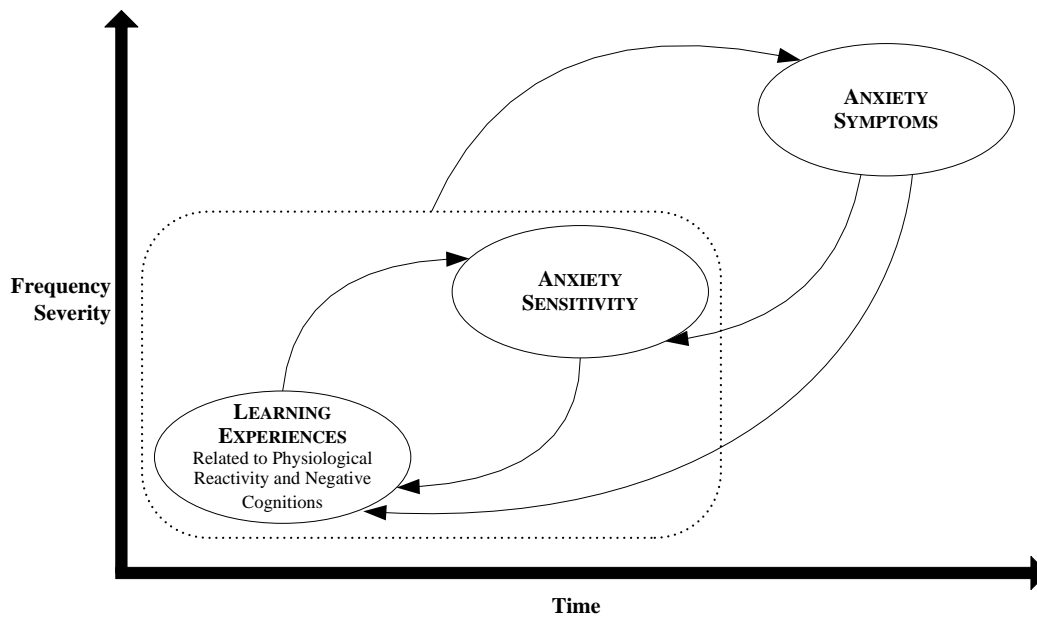 ANXIETY
SYMPTOMS
Frequency
Severity
ANXIETY
SENSITIVITY
LEARNING
EXPERIENCES
Related to Physiological
Reactivity and Negative
Cognitions
Time